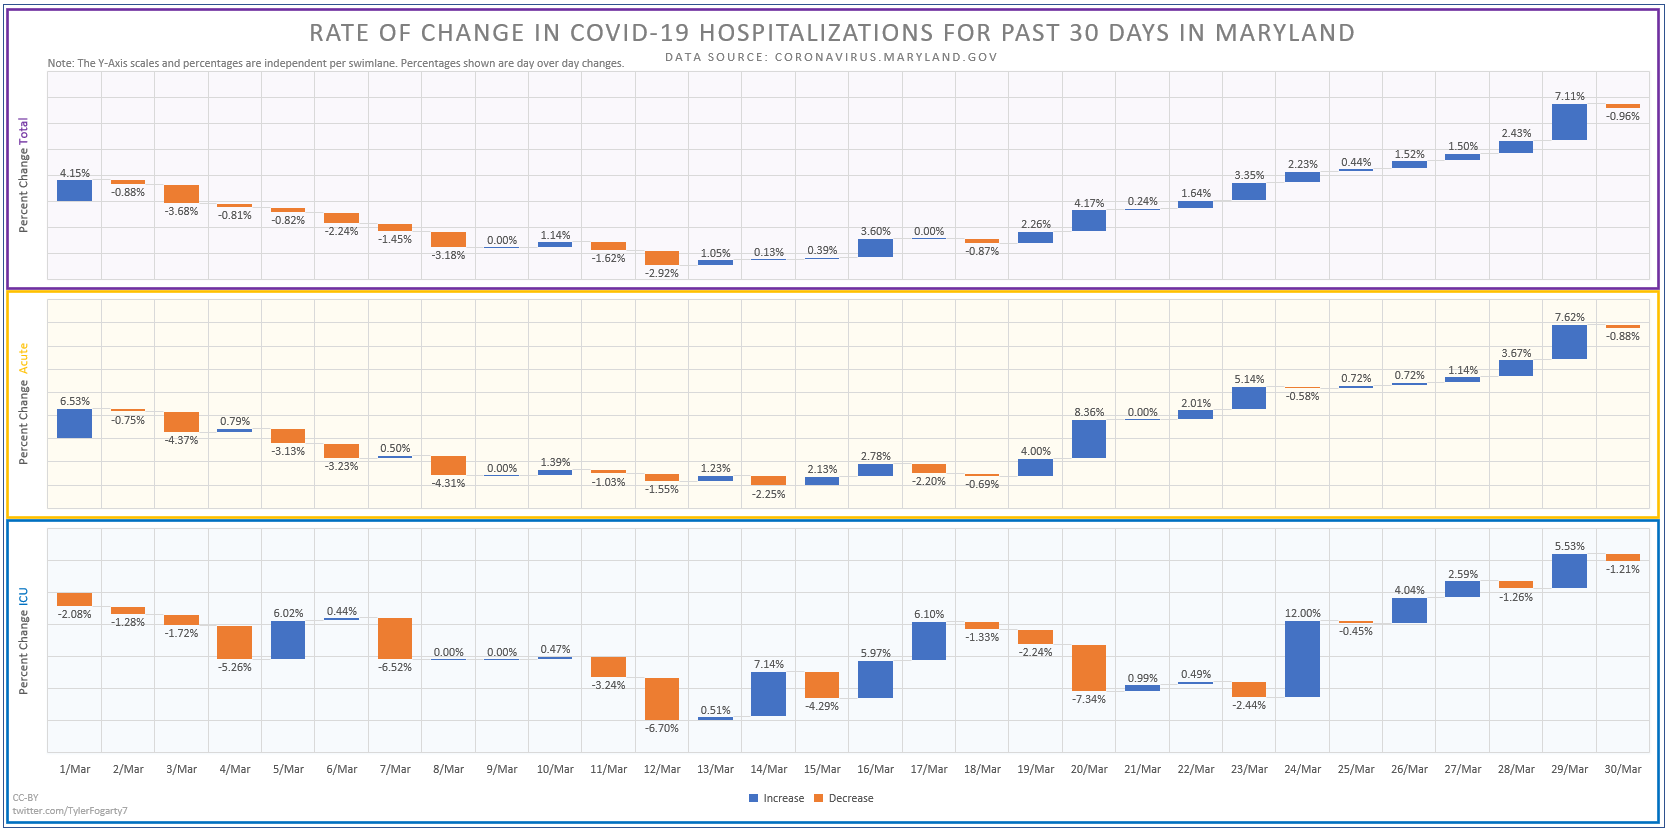 RATE OF CHANGE IN COVID-19 HOSPITALIZATIONS FOR PAST 30 DAYS IN MARYLAND
DATA SOURCE: CORONAVIRUS.MARYLAND.GOV
Note: The Y-Axis scales and percentages are independent per swimlane. Percentages shown are day over day changes.
Percent Change Total
4.15% -0.88% -3.68% -0.81% -0.82% -2.24% -1.45% -3.18% 0.00% 1.14% -1.62% -2.92% 1.05% 0.13% 0.39% 3.60% 0.00% -0.87% 2.26% 4.17% 0.24% 1.64% 3.35% 2.23% 0.44% 1.52% 1.50% 2.43% 7.11% -0.96%
Percent Change Acute
6.53% -0.75% -4.37% 0.79% -3.13% -3.23% 0.50% -4.31% 0.00% 1.39% -1.03% -1.55% 1.23% -2.25% 2.13% 2.78% -2.20% -0.69% 4.00% 8.36% 0.00% 2.01% 5.14% -0.58% 0.72% 0.72% 1.14% 3.67% 7.62% -0.88%
Percent Change ICU
-2.08% -1.28% -1.72% -5.26% 6.02% 0.44% -6.52% 0.00% 0.00% 0.47% -3.24% -6.70% 0.51% 7.14% -4.29% 5.97% 6.10% -1.33% -2.24% -7.34% 0.99% 0.49% -2.44% 12.00% -0.45% 4.04% 2.59% -1.26% 5.53% -1.21%
1/Mar 2/Mar 3/Mar 4/Mar 5/Mar 6/Mar 7/Mar 8/Mar 9/Mar 10/Mar 11/Mar 12/Mar 13/Mar 14/Mar 15/Mar 16/Mar 17/Mar 18/Mar 19/Mar 20/Mar 21/Mar 22/Mar 23/Mar 24/Mar 25/Mar 26/Mar 27/Mar 28/Mar 29/Mar 30/Mar
Increase Decrease
CC-BY
twitter.com/TylerFogarty7